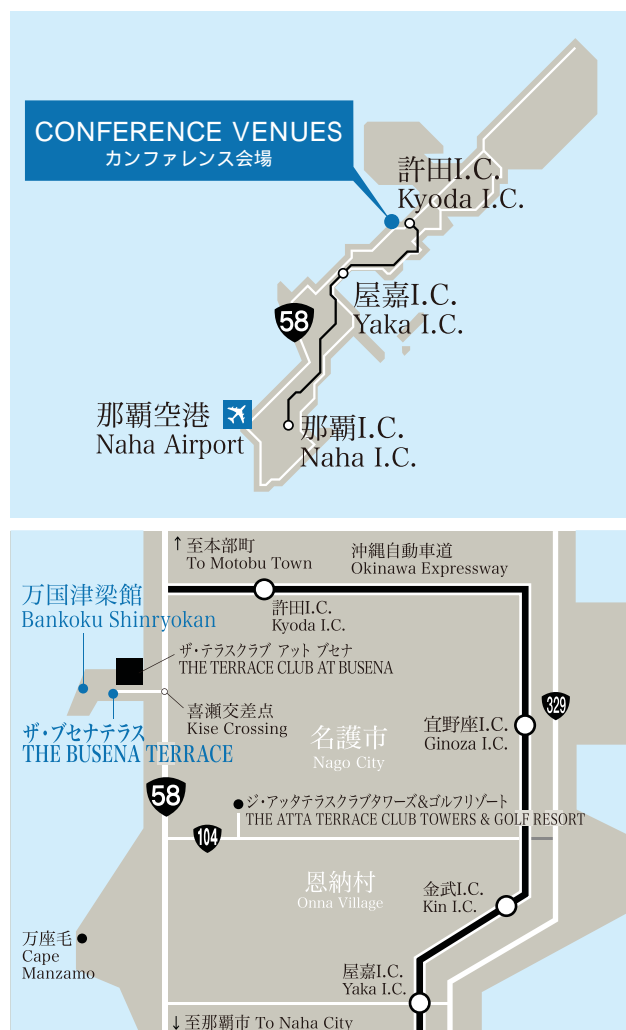 CONFERENCE VENUES
カンファレンス会場
許田I.C.
Kyoda I.C.
屋嘉I.C.
Yaka I.C.
58
那覇空港
Naha Airport
那覇I.C.
Naha I.C.
↑至本部町
To Motobu Town
沖縄自動車道
Okinawa Expressway
万国津梁館
Bankoku Shinryokan
許田I.C.
Kyoda I.C.
ザ・テラスクラブ アット ブセナ
THE TERRACE CLUB AT BUSENA
喜瀬交差点
Kise Crossing
ザ・ブセナテラス
THE BUSENA TERRACE
329
宜野座I.C.
Ginoza I.C.
名護市
Nago City
58
ジ・アッタテラスクラブタワーズ&ゴルフリゾート
THE ATTA TERRACE CLUB TOWERS & GOLF RESORT
104
恩納村
Onna Village
金武I.C.
Kin I.C.
万座毛
Cape
Manzamo
屋嘉I.C.
Yaka I.C.
↓至那覇市 To Naha City